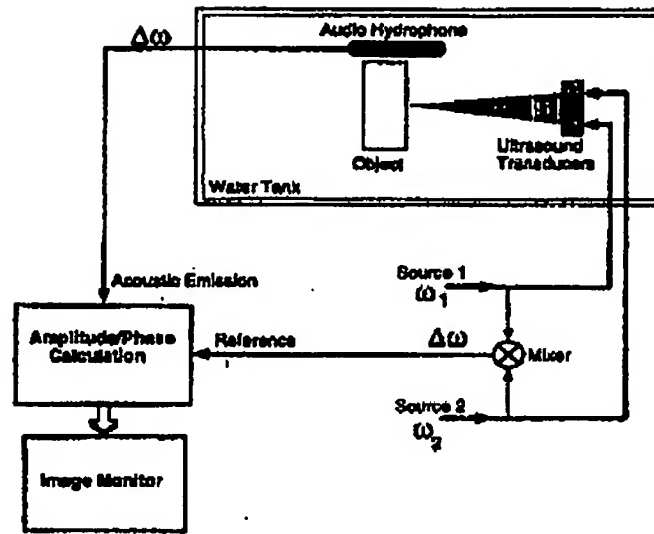 Δω
Audio Hydrophone
Object
Ultrasound
Transducers
Water Tank
Acoustic Emission
Source 1
ω1
Amplitude/Phase
Calculation
Reference
Δω
Mixer
Source 2
ω2
Image Monitor